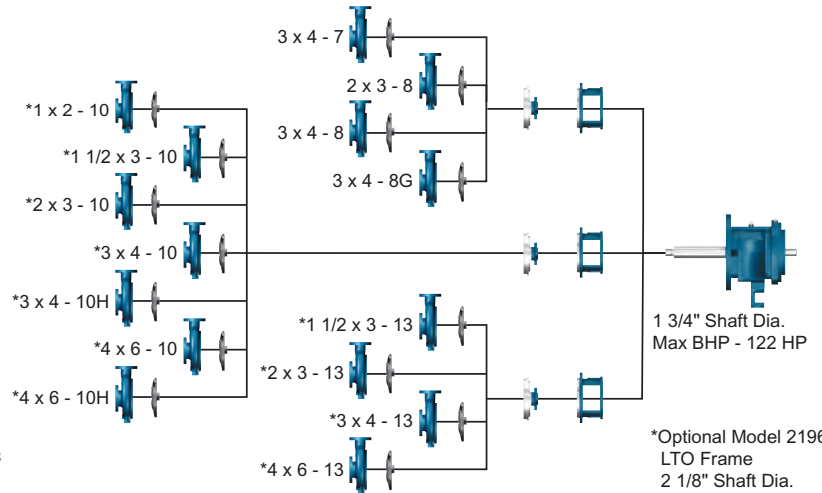 3 x 4 - 7
2 x 3 - 8
3 x 4 - 8
3 x 4 - 8G
*1 x 2 - 10
*1 1/2 x 3 - 10
*2 x 3 - 10
*3 x 4 - 10
*3 x 4 - 10H
*4 x 6 - 10
*4 x 6 - 10H
*1 1/2 x 3 - 13
*2 x 3 - 13
*3 x 4 - 13
*4 x 6 - 13
1 3/4" Shaft Dia.
Max BHP - 122 HP
*Optional Model 2196
LTO Frame
2 1/8" Shaft Dia.